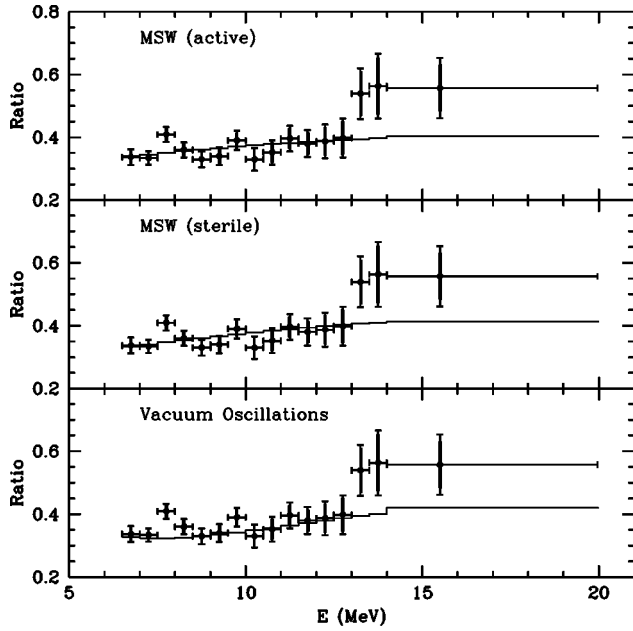 0.8
MSW (active)
0.6
Ratio
0.4
0.2
MSW (sterile)
0.6
Ratio
0.4
0.2
Vacuum Oscillations
0.6
Ratio
0.4
0.2
5 10 15 20
E (MeV)